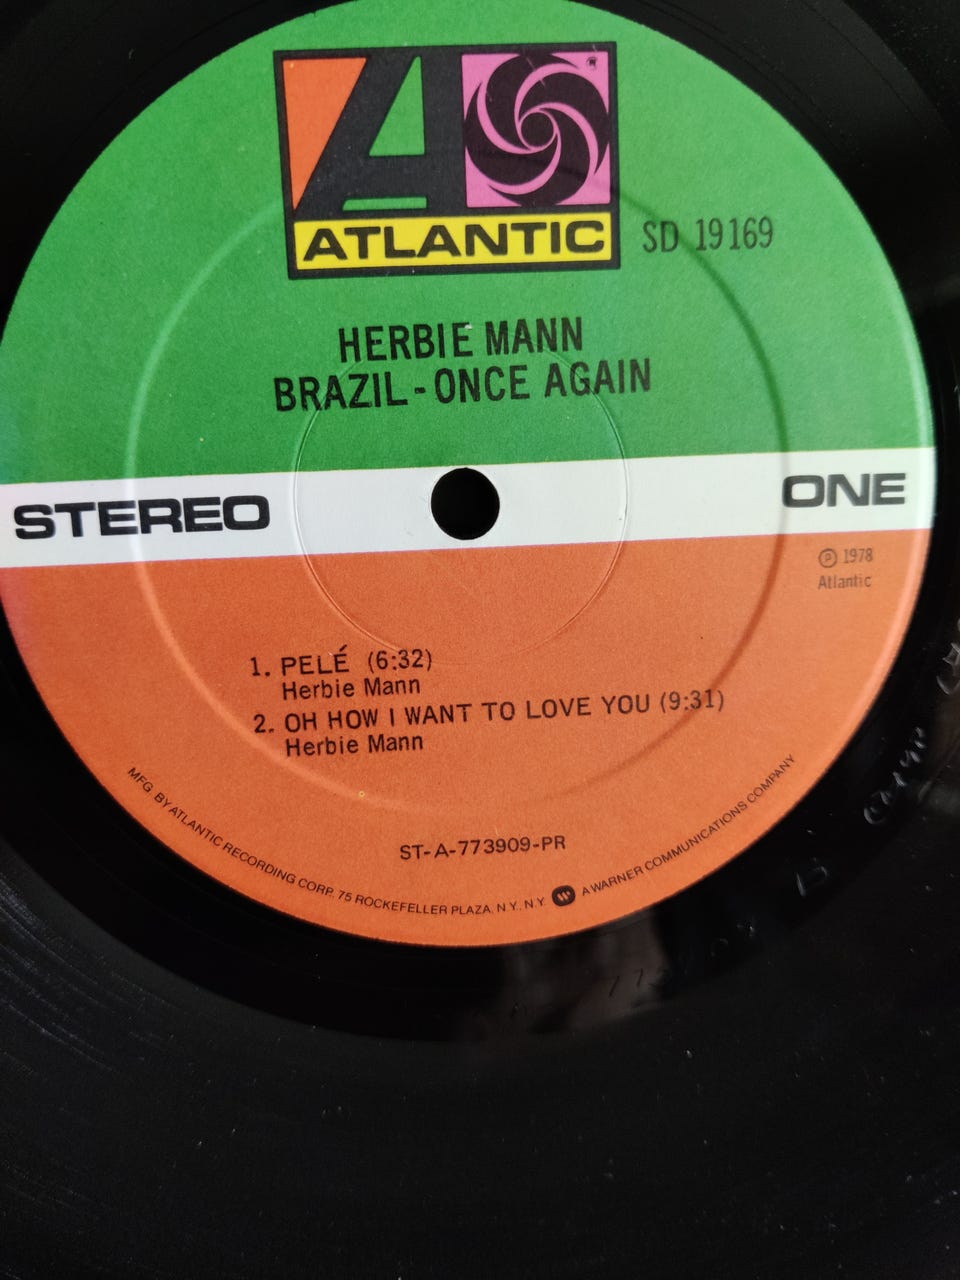 ATLANTIC
SD 19169
HERBIE MANN
BRAZIL - ONCE AGAIN
STEREO
ONE
℗ 1978
Atlantic
1. PELÉ (6:32)
Herbie Mann
2. OH HOW I WANT TO LOVE YOU (9:31)
Herbie Mann
ST-A-773909-PR
MFG. BY ATLANTIC RECORDING CORP. 75 ROCKEFELLER PLAZA, N.Y., N.Y. A WARNER COMMUNICATIONS COMPANY